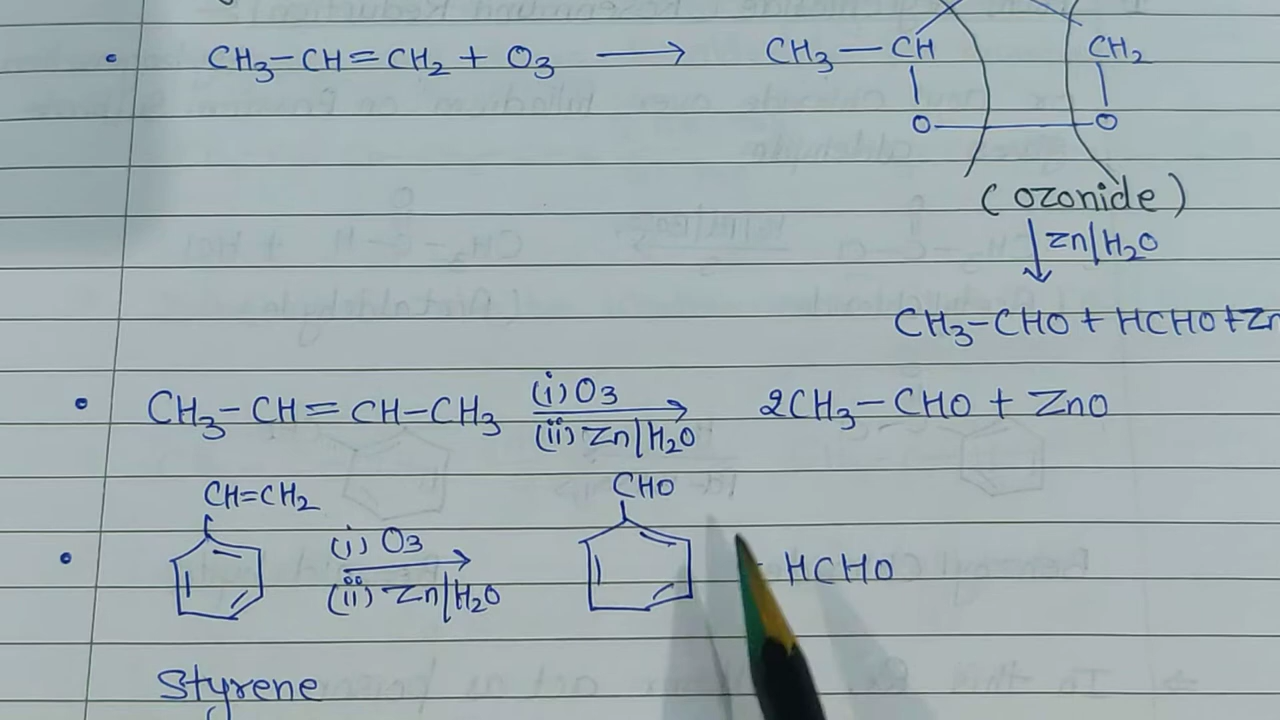 • CH₃–CH=CH₂ + O₃ ⟶ CH₃—CH CH₂
O—O
(Ozonide)
↓ Zn|H₂O
CH₃–CHO + HCHO + Zn
• CH₃–CH=CH–CH₃ (i) O₃ (ii) Zn|H₂O → 2CH₃–CHO + ZnO
CH=CH₂ CHO
• (i) O₃ (ii) Zn|H₂O → HCHO
Styrene